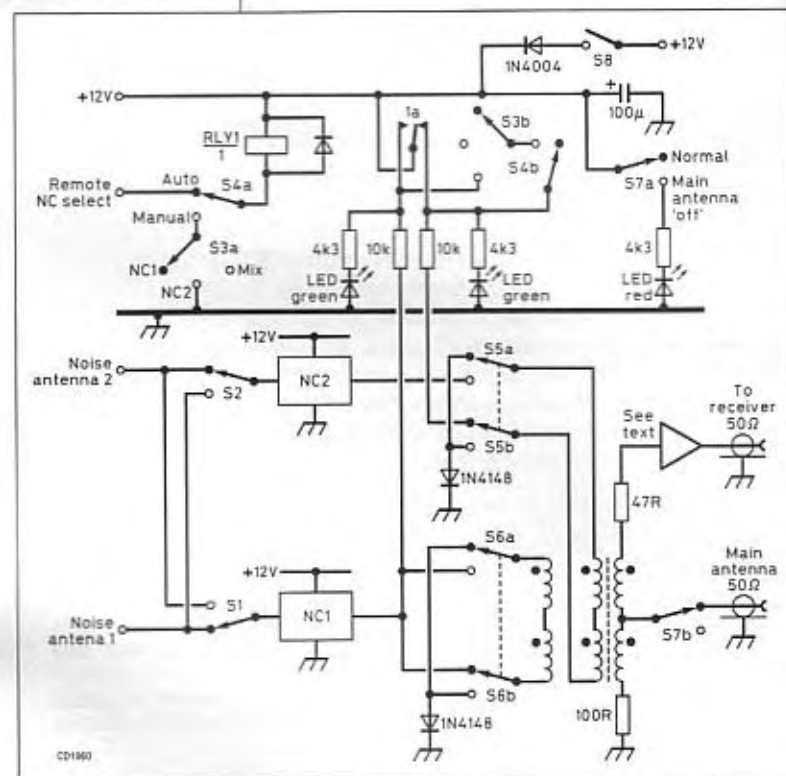 1N4004
S8
+12V
+12V
RLY1
1
1a
S3b
S4b
+
100μ
Normal
S7a
Main
antenna
'off'
Remote
NC select
Auto
S4a
Manual
S3a
NC1
Mix
NC2
4k3
10k
10k
4k3
4k3
LED
green
LED
green
LED
red
+12V
Noise
antenna 2
S2
NC2
S5a
S5b
1N4148
See
text
To
receiver
50Ω
47R
S6a
+12V
S1
NC1
Noise
antena 1
S6b
1N4148
Main
antenna
50Ω
S7b
100R
CD1960